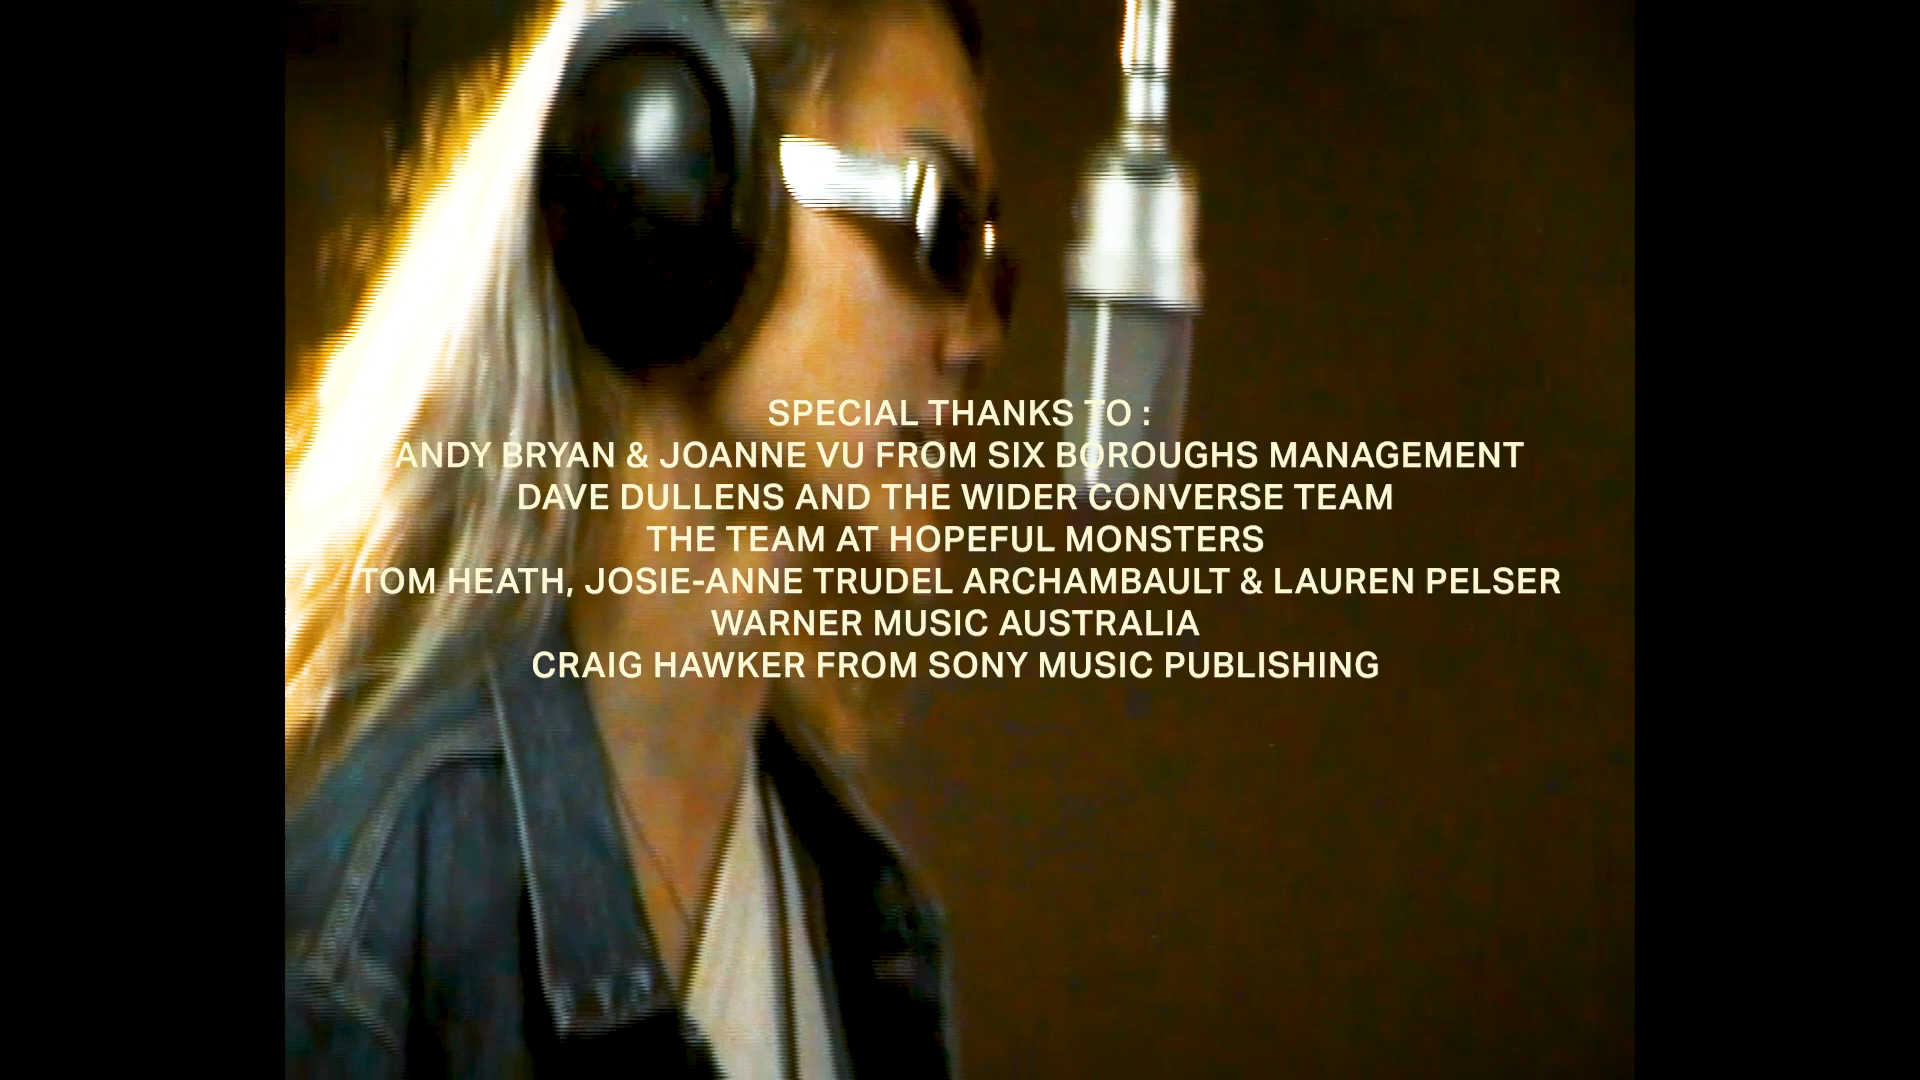 SPECIAL THANKS TO :
ANDY BRYAN & JOANNE VU FROM SIX BOROUGHS MANAGEMENT
DAVE DULLENS AND THE WIDER CONVERSE TEAM
THE TEAM AT HOPEFUL MONSTERS
TOM HEATH, JOSIE-ANNE TRUDEL ARCHAMBAULT & LAUREN PELSER
WARNER MUSIC AUSTRALIA
CRAIG HAWKER FROM SONY MUSIC PUBLISHING